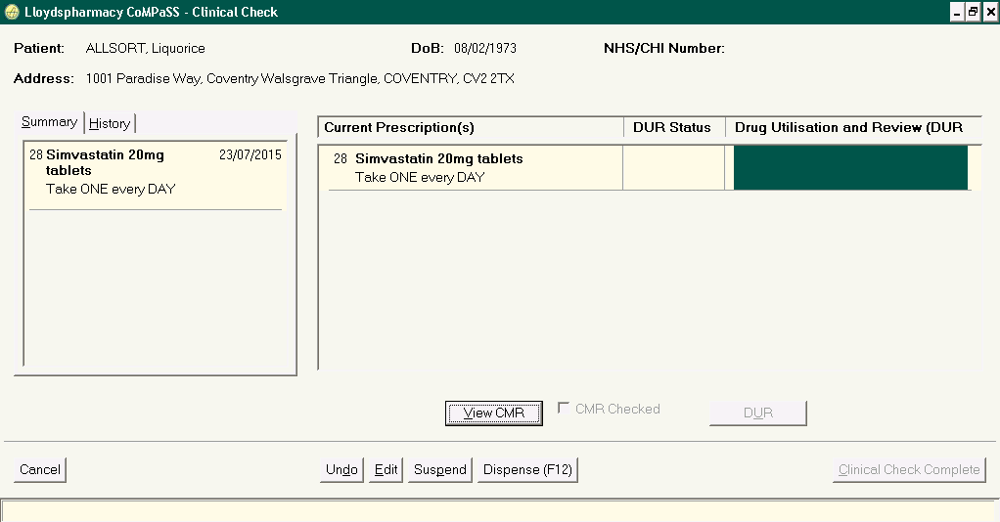 Lloydspharmacy CoMPaSS - Clinical Check
Patient: ALLSORT, Liquorice DoB: 08/02/1973 NHS/CHI Number:
Address: 1001 Paradise Way, Coventry Walsgrave Triangle, COVENTRY, CV2 2TX
Summary History
28 Simvastatin 20mg 23/07/2015
tablets
Take ONE every DAY
Current Prescription(s) DUR Status Drug Utilisation and Review (DUR
28 Simvastatin 20mg tablets
Take ONE every DAY
View CMR CMR Checked DUR
Cancel Undo Edit Suspend Dispense (F12) Clinical Check Complete